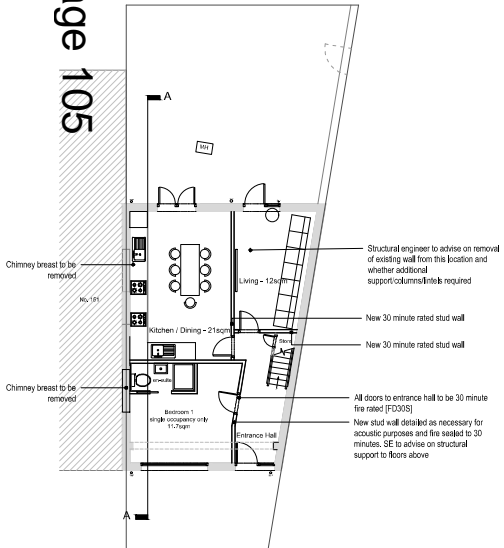 age 105
A
MH
Structural engineer to advise on removal
of existing wall from this location and
whether additional
support/columns/lintels required
Chimney breast to be
removed
Living - 12sqm
No. 161
New 30 minute rated stud wall
Kitchen / Dining - 21sqm
Store
New 30 minute rated stud wall
en-suite
Chimney breast to be
removed
All doors to entrance hall to be 30 minute
fire rated [FD30S]
Bedroom 1
single occupancy only
11.7sqm
New stud wall detailed as necessary for
acoustic purposes and fire sealed to 30
minutes. SE to advise on structural
support to floors above
Entrance Hall
A